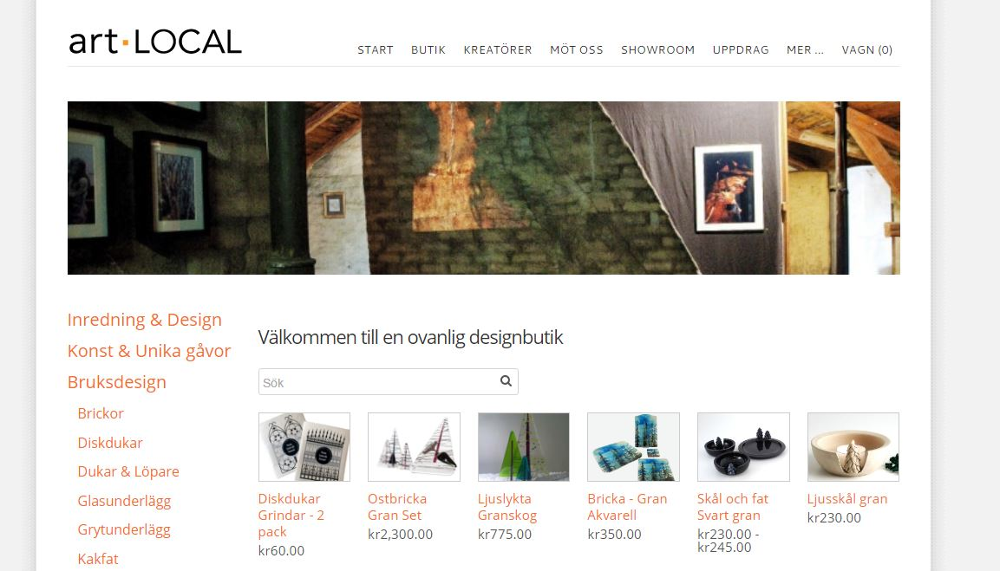 art·LOCAL
START BUTIK KREATÖRER MÖT OSS SHOWROOM UPPDRAG MER ... VAGN (0)
Inredning & Design
Konst & Unika gåvor
Bruksdesign
Brickor
Diskdukar
Dukar & Löpare
Glasunderlägg
Grytunderlägg
Kakfat
Välkommen till en ovanlig designbutik
Sök
Diskdukar
Grindar - 2
pack
kr60.00
Ostbricka
Gran Set
kr2,300.00
Ljuslykta
Granskog
kr775.00
Bricka - Gran
Akvarell
kr350.00
Skål och fat
Svart gran
kr230.00 -
kr245.00
Ljusskål gran
kr230.00